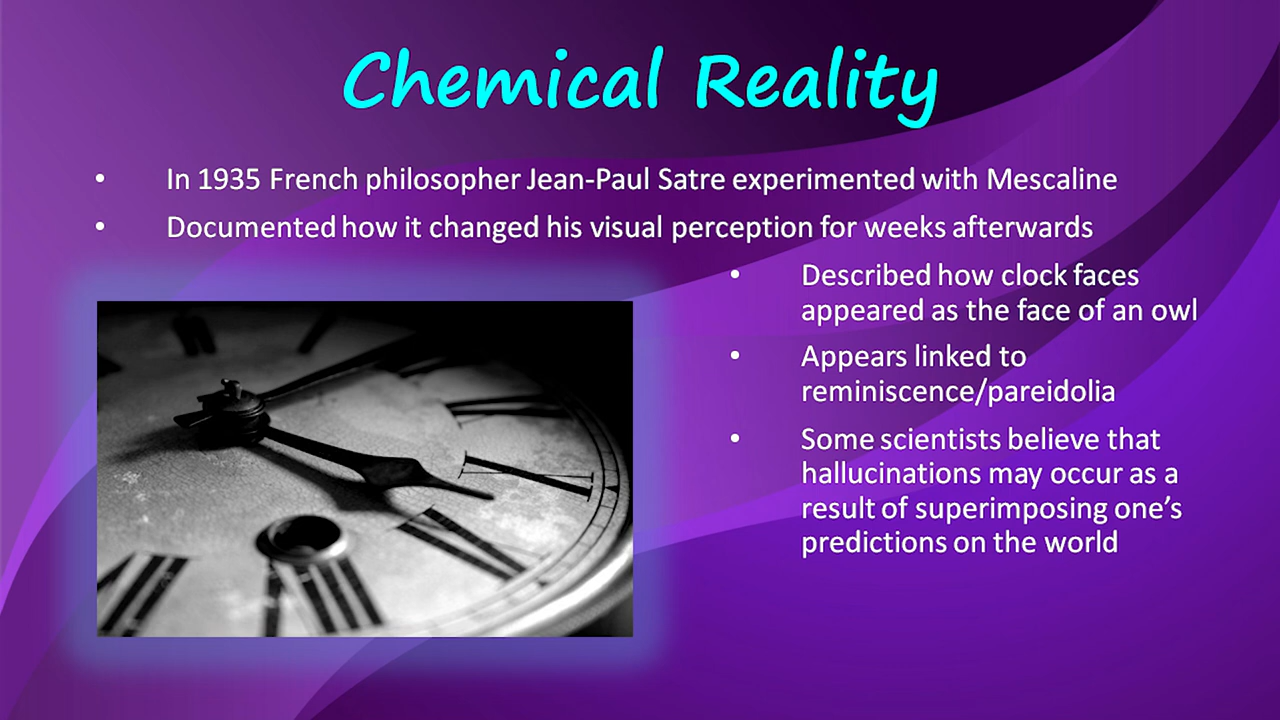 Chemical Reality
• In 1935 French philosopher Jean-Paul Satre experimented with Mescaline
• Documented how it changed his visual perception for weeks afterwards
• Described how clock faces
appeared as the face of an owl
• Appears linked to
reminiscence/pareidolia
• Some scientists believe that
hallucinations may occur as a
result of superimposing one’s
predictions on the world